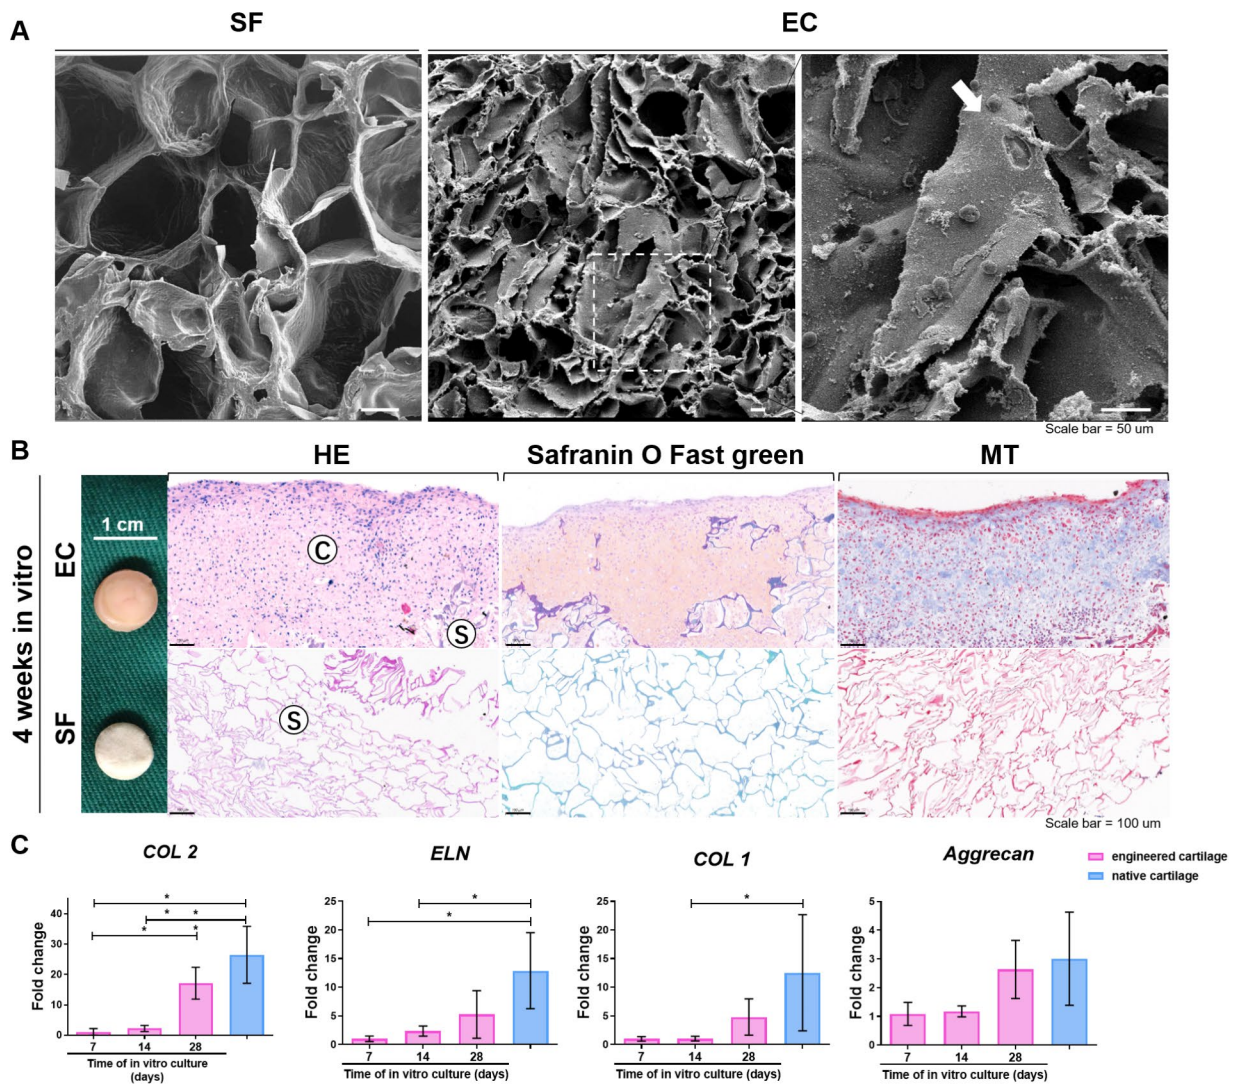 A
SF
EC
Scale bar = 50 um
B
HE
Safranin O Fast green
MT
4 weeks in vitro
EC
SF
1 cm
C
S
S
Scale bar = 100 um
C
COL 2
ELN
COL 1
Aggrecan
engineered cartilage
native cartilage
Fold change
40
30
20
10
0
* * * * *
7 14 28
Time of in vitro culture
(days)
Fold change
25
20
15
10
5
0
* *
7 14 28
Time of in vitro culture (days)
Fold change
25
20
15
10
5
0
*
7 14 28
Time of in vitro culture (days)
Fold change
5
4
3
2
1
0
7 14 28
Time of in vitro culture (days)